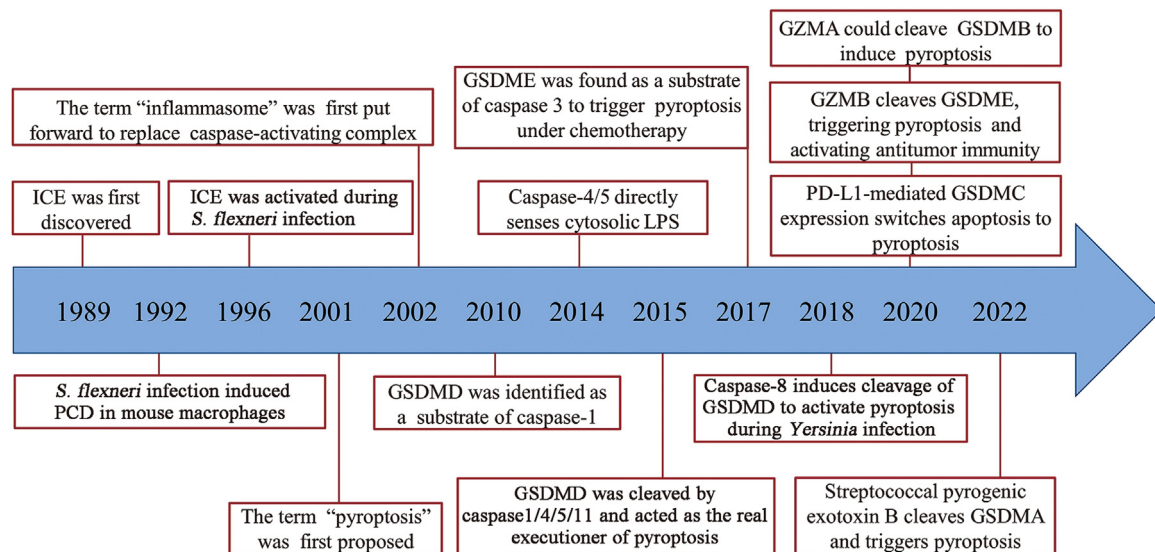 GZMA could cleave GSDMB to
induce pyroptosis
GSDME was found as a substrate
of caspase 3 to trigger pyroptosis
under chemotherapy
The term “inflammasome” was first put
forward to replace caspase-activating complex
GZMB cleaves GSDME,
triggering pyroptosis and
activating antitumor immunity
ICE was first
discovered
ICE was activated during
S. flexneri infection
Caspase-4/5 directly
senses cytosolic LPS
PD-L1-mediated GSDMC
expression switches apoptosis to
pyroptosis
1989 1992 1996 2001 2002 2010 2014 2015 2017 2018 2020 2022
S. flexneri infection induced
PCD in mouse macrophages
GSDMD was identified as
a substrate of caspase-1
Caspase-8 induces cleavage of
GSDMD to activate pyroptosis
during Yersinia infection
The term “pyroptosis”
was first proposed
GSDMD was cleaved by
caspase1/4/5/11 and acted as the real
executioner of pyroptosis
Streptococcal pyrogenic
exotoxin B cleaves GSDMA
and triggers pyroptosis